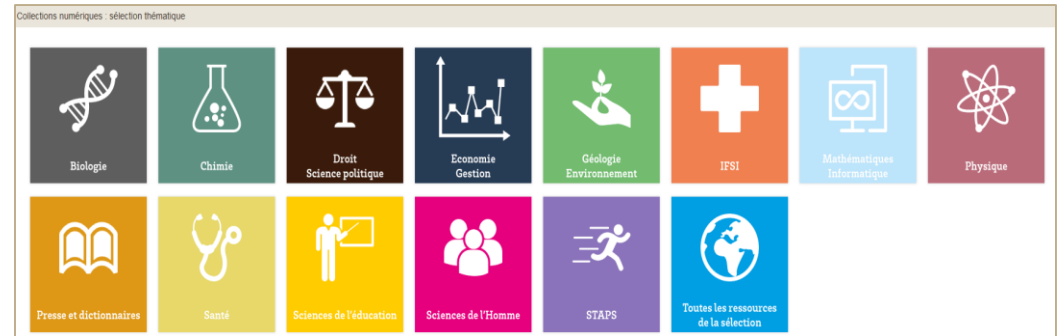 Collections numériques : sélection thématique
Biologie
Chimie
Droit
Science politique
Economie
Gestion
Géologie
Environnement
IFSI
Mathématiques
Informatique
Physique
Presse et dictionnaires
Santé
Sciences de l'éducation
Sciences de l'Homme
STAPS
Toutes les ressources
de la sélection